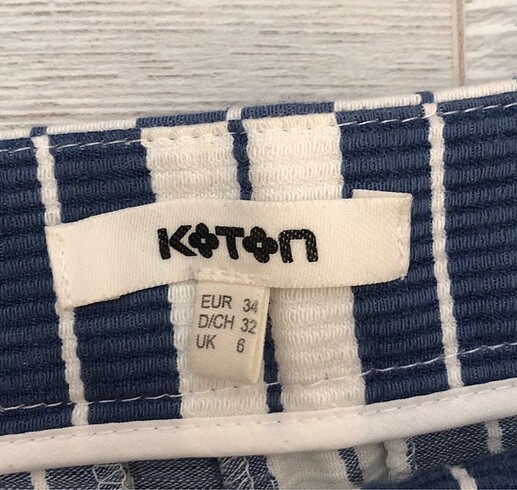 KOTON
EUR 34
D/CH 32
UK 6